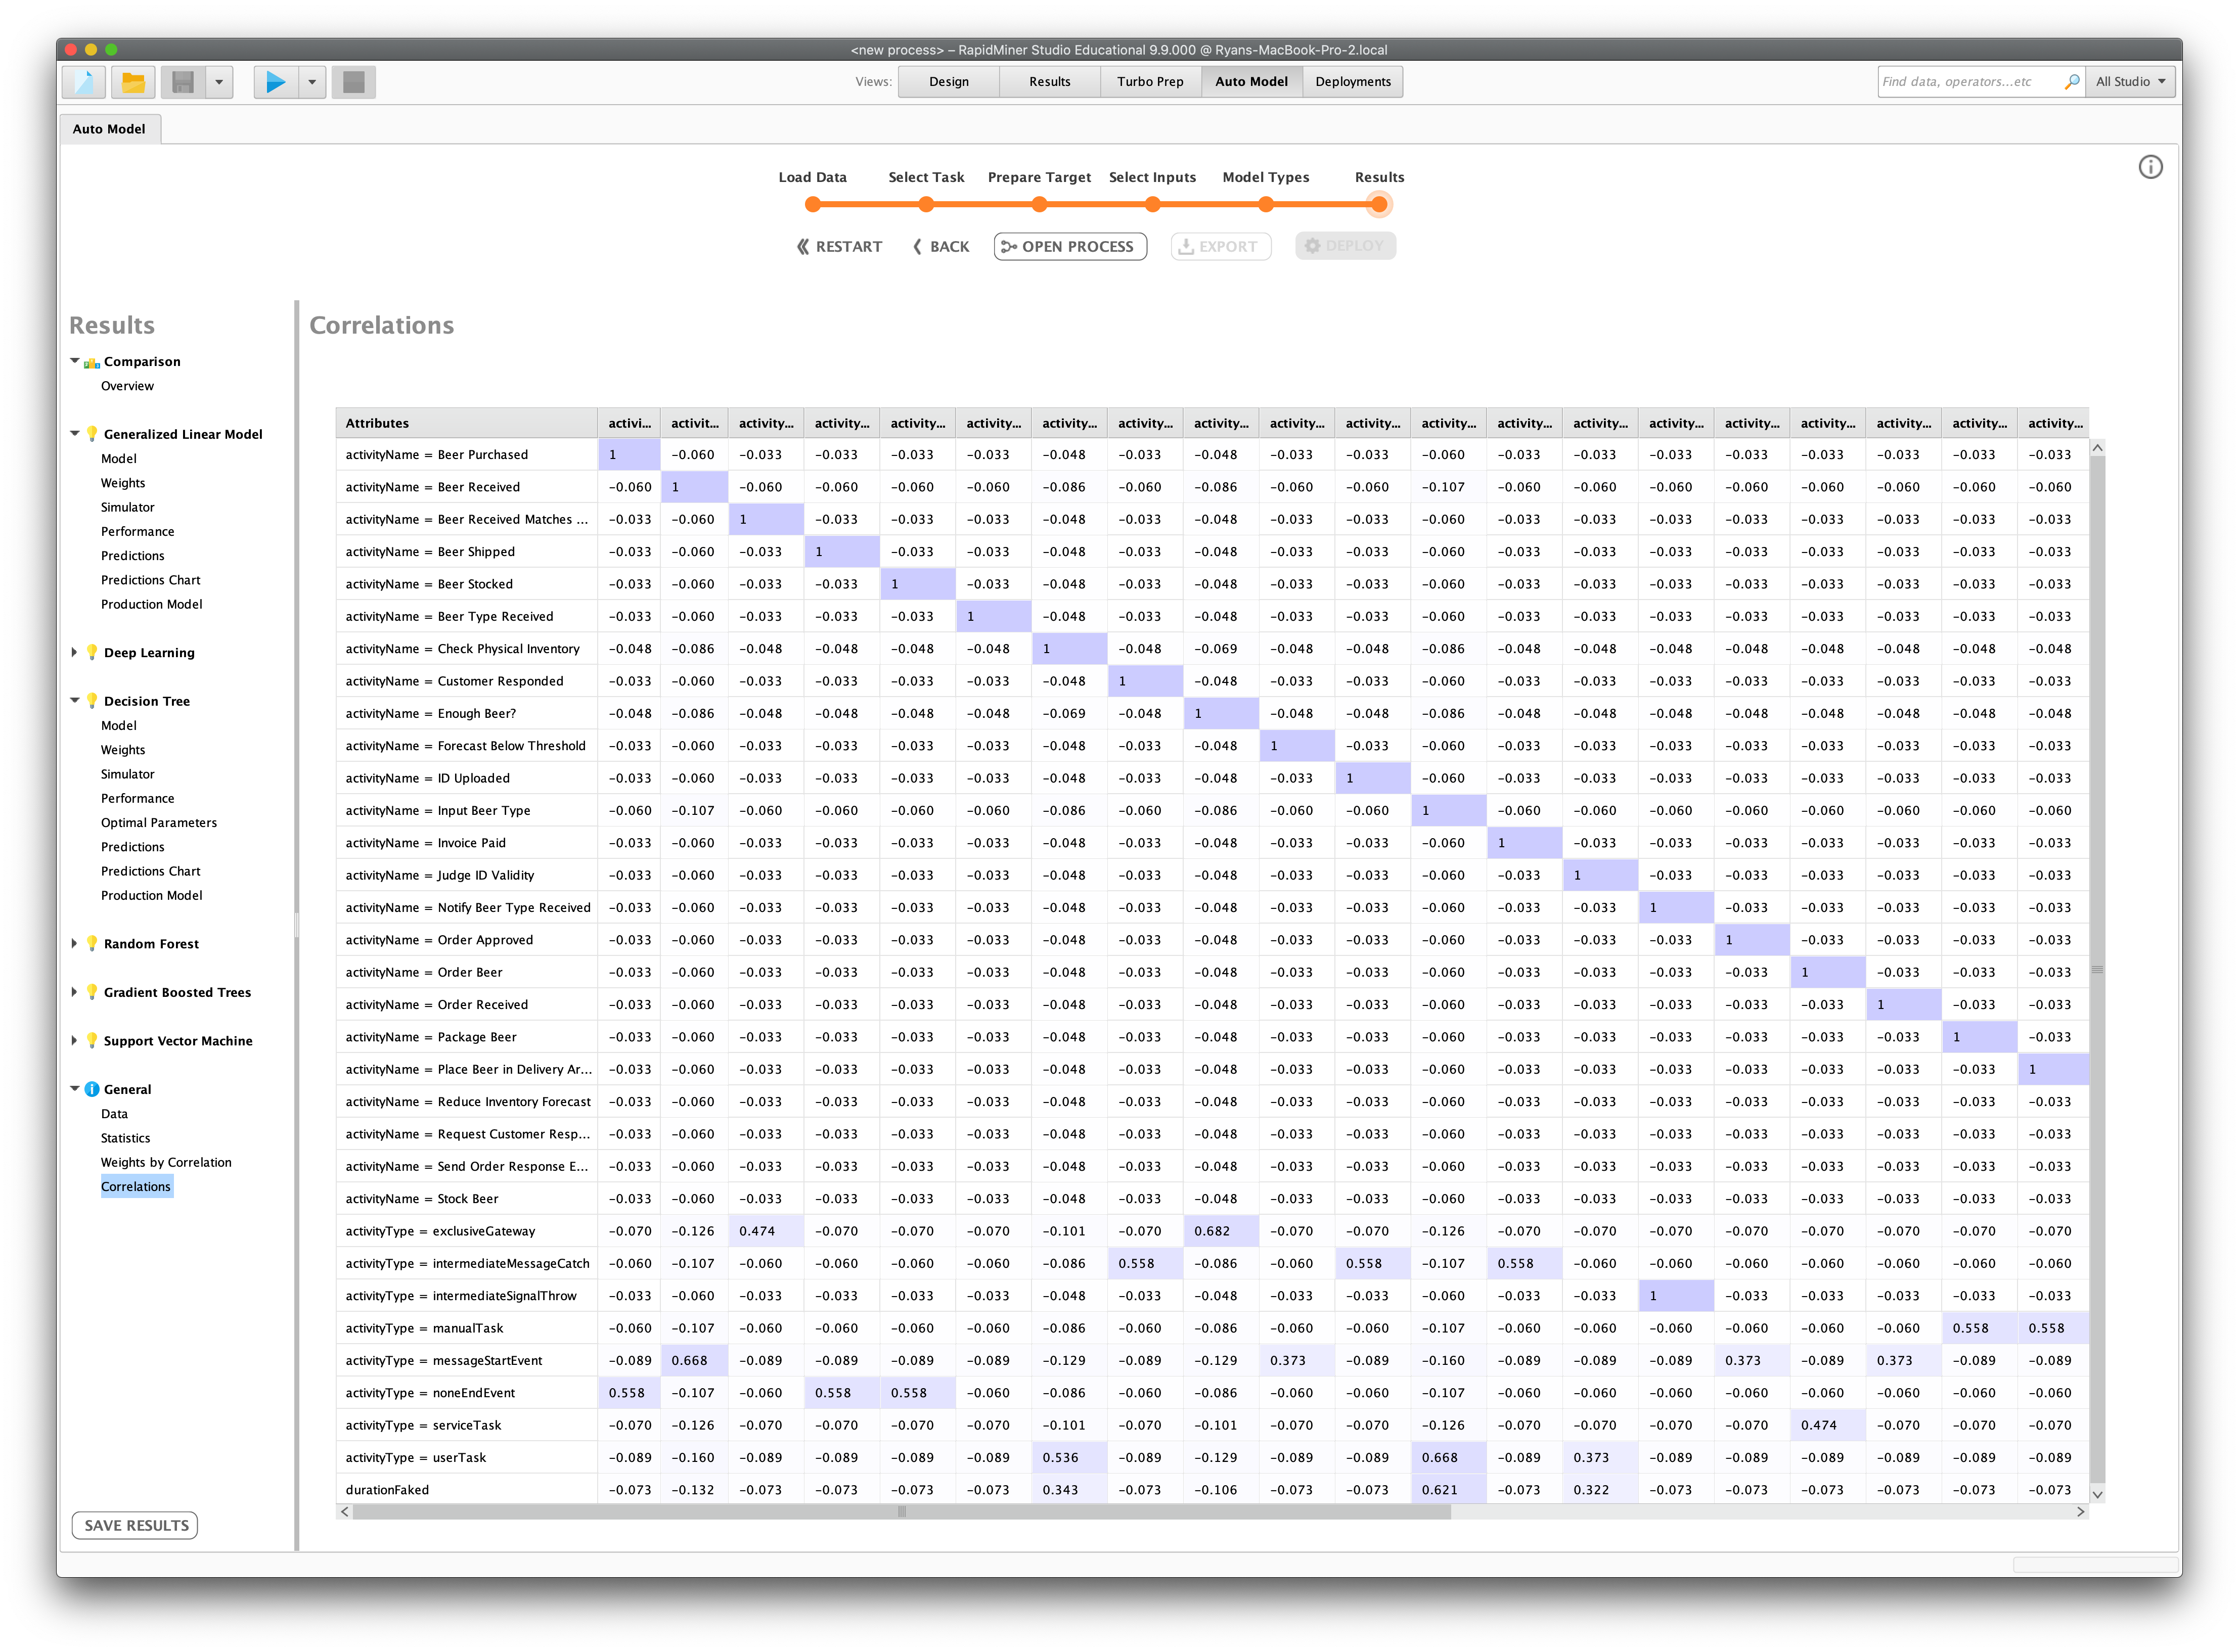 <new process> – RapidMiner Studio Educational 9.9.000 @ Ryans-MacBook-Pro-2.local
Views: Design Results Turbo Prep Auto Model Deployments Find data, operators...etc All Studio
Auto Model
Load Data Select Task Prepare Target Select Inputs Model Types Results
RESTART BACK OPEN PROCESS EXPORT DEPLOY
Results
Comparison
Overview
Generalized Linear Model
Model
Weights
Simulator
Performance
Predictions
Predictions Chart
Production Model
Deep Learning
Decision Tree
Model
Weights
Simulator
Performance
Optimal Parameters
Predictions
Predictions Chart
Production Model
Random Forest
Gradient Boosted Trees
Support Vector Machine
General
Data
Statistics
Weights by Correlation
Correlations
SAVE RESULTS
Correlations
Attributes activi... activit... activity... activity... activity... activity... activity... activity... activity... activity... activity... activity... activity... activity... activity... activity... activity... activity... activity... activity...
activityName = Beer Purchased 1 -0.060 -0.033 -0.033 -0.033 -0.033 -0.048 -0.033 -0.048 -0.033 -0.033 -0.060 -0.033 -0.033 -0.033 -0.033 -0.033 -0.033 -0.033 -0.033
activityName = Beer Received -0.060 1 -0.060 -0.060 -0.060 -0.060 -0.086 -0.060 -0.086 -0.060 -0.060 -0.107 -0.060 -0.060 -0.060 -0.060 -0.060 -0.060 -0.060 -0.060
activityName = Beer Received Matches ... -0.033 -0.060 1 -0.033 -0.033 -0.033 -0.048 -0.033 -0.048 -0.033 -0.033 -0.060 -0.033 -0.033 -0.033 -0.033 -0.033 -0.033 -0.033 -0.033
activityName = Beer Shipped -0.033 -0.060 -0.033 1 -0.033 -0.033 -0.048 -0.033 -0.048 -0.033 -0.033 -0.060 -0.033 -0.033 -0.033 -0.033 -0.033 -0.033 -0.033 -0.033
activityName = Beer Stocked -0.033 -0.060 -0.033 -0.033 1 -0.033 -0.048 -0.033 -0.048 -0.033 -0.033 -0.060 -0.033 -0.033 -0.033 -0.033 -0.033 -0.033 -0.033 -0.033
activityName = Beer Type Received -0.033 -0.060 -0.033 -0.033 -0.033 1 -0.048 -0.033 -0.048 -0.033 -0.033 -0.060 -0.033 -0.033 -0.033 -0.033 -0.033 -0.033 -0.033 -0.033
activityName = Check Physical Inventory -0.048 -0.086 -0.048 -0.048 -0.048 -0.048 1 -0.048 -0.069 -0.048 -0.048 -0.086 -0.048 -0.048 -0.048 -0.048 -0.048 -0.048 -0.048 -0.048
activityName = Customer Responded -0.033 -0.060 -0.033 -0.033 -0.033 -0.033 -0.048 1 -0.048 -0.033 -0.033 -0.060 -0.033 -0.033 -0.033 -0.033 -0.033 -0.033 -0.033 -0.033
activityName = Enough Beer? -0.048 -0.086 -0.048 -0.048 -0.048 -0.048 -0.069 -0.048 1 -0.048 -0.048 -0.086 -0.048 -0.048 -0.048 -0.048 -0.048 -0.048 -0.048 -0.048
activityName = Forecast Below Threshold -0.033 -0.060 -0.033 -0.033 -0.033 -0.033 -0.048 -0.033 -0.048 1 -0.033 -0.060 -0.033 -0.033 -0.033 -0.033 -0.033 -0.033 -0.033 -0.033
activityName = ID Uploaded -0.033 -0.060 -0.033 -0.033 -0.033 -0.033 -0.048 -0.033 -0.048 -0.033 1 -0.060 -0.033 -0.033 -0.033 -0.033 -0.033 -0.033 -0.033 -0.033
activityName = Input Beer Type -0.060 -0.107 -0.060 -0.060 -0.060 -0.060 -0.086 -0.060 -0.086 -0.060 -0.060 1 -0.060 -0.060 -0.060 -0.060 -0.060 -0.060 -0.060 -0.060
activityName = Invoice Paid -0.033 -0.060 -0.033 -0.033 -0.033 -0.033 -0.048 -0.033 -0.048 -0.033 -0.033 -0.060 1 -0.033 -0.033 -0.033 -0.033 -0.033 -0.033 -0.033
activityName = Judge ID Validity -0.033 -0.060 -0.033 -0.033 -0.033 -0.033 -0.048 -0.033 -0.048 -0.033 -0.033 -0.060 -0.033 1 -0.033 -0.033 -0.033 -0.033 -0.033 -0.033
activityName = Notify Beer Type Received -0.033 -0.060 -0.033 -0.033 -0.033 -0.033 -0.048 -0.033 -0.048 -0.033 -0.033 -0.060 -0.033 -0.033 1 -0.033 -0.033 -0.033 -0.033 -0.033
activityName = Order Approved -0.033 -0.060 -0.033 -0.033 -0.033 -0.033 -0.048 -0.033 -0.048 -0.033 -0.033 -0.060 -0.033 -0.033 -0.033 1 -0.033 -0.033 -0.033 -0.033
activityName = Order Beer -0.033 -0.060 -0.033 -0.033 -0.033 -0.033 -0.048 -0.033 -0.048 -0.033 -0.033 -0.060 -0.033 -0.033 -0.033 -0.033 1 -0.033 -0.033 -0.033
activityName = Order Received -0.033 -0.060 -0.033 -0.033 -0.033 -0.033 -0.048 -0.033 -0.048 -0.033 -0.033 -0.060 -0.033 -0.033 -0.033 -0.033 -0.033 1 -0.033 -0.033
activityName = Package Beer -0.033 -0.060 -0.033 -0.033 -0.033 -0.033 -0.048 -0.033 -0.048 -0.033 -0.033 -0.060 -0.033 -0.033 -0.033 -0.033 -0.033 -0.033 1 -0.033
activityName = Place Beer in Delivery Ar... -0.033 -0.060 -0.033 -0.033 -0.033 -0.033 -0.048 -0.033 -0.048 -0.033 -0.033 -0.060 -0.033 -0.033 -0.033 -0.033 -0.033 -0.033 -0.033 1
activityName = Reduce Inventory Forecast -0.033 -0.060 -0.033 -0.033 -0.033 -0.033 -0.048 -0.033 -0.048 -0.033 -0.033 -0.060 -0.033 -0.033 -0.033 -0.033 -0.033 -0.033 -0.033 -0.033
activityName = Request Customer Resp... -0.033 -0.060 -0.033 -0.033 -0.033 -0.033 -0.048 -0.033 -0.048 -0.033 -0.033 -0.060 -0.033 -0.033 -0.033 -0.033 -0.033 -0.033 -0.033 -0.033
activityName = Send Order Response E... -0.033 -0.060 -0.033 -0.033 -0.033 -0.033 -0.048 -0.033 -0.048 -0.033 -0.033 -0.060 -0.033 -0.033 -0.033 -0.033 -0.033 -0.033 -0.033 -0.033
activityName = Stock Beer -0.033 -0.060 -0.033 -0.033 -0.033 -0.033 -0.048 -0.033 -0.048 -0.033 -0.033 -0.060 -0.033 -0.033 -0.033 -0.033 -0.033 -0.033 -0.033 -0.033
activityType = exclusiveGateway -0.070 -0.126 0.474 -0.070 -0.070 -0.070 -0.101 -0.070 0.682 -0.070 -0.070 -0.126 -0.070 -0.070 -0.070 -0.070 -0.070 -0.070 -0.070 -0.070
activityType = intermediateMessageCatch -0.060 -0.107 -0.060 -0.060 -0.060 -0.060 -0.086 0.558 -0.086 -0.060 0.558 -0.107 0.558 -0.060 -0.060 -0.060 -0.060 -0.060 -0.060 -0.060
activityType = intermediateSignalThrow -0.033 -0.060 -0.033 -0.033 -0.033 -0.033 -0.048 -0.033 -0.048 -0.033 -0.033 -0.060 -0.033 -0.033 1 -0.033 -0.033 -0.033 -0.033 -0.033
activityType = manualTask -0.060 -0.107 -0.060 -0.060 -0.060 -0.060 -0.086 -0.060 -0.086 -0.060 -0.060 -0.107 -0.060 -0.060 -0.060 -0.060 -0.060 -0.060 0.558 0.558
activityType = messageStartEvent -0.089 0.668 -0.089 -0.089 -0.089 -0.089 -0.129 -0.089 -0.129 0.373 -0.089 -0.160 -0.089 -0.089 -0.089 0.373 -0.089 0.373 -0.089 -0.089
activityType = noneEndEvent 0.558 -0.107 -0.060 0.558 0.558 -0.060 -0.086 -0.060 -0.086 -0.060 -0.060 -0.107 -0.060 -0.060 -0.060 -0.060 -0.060 -0.060 -0.060 -0.060
activityType = serviceTask -0.070 -0.126 -0.070 -0.070 -0.070 -0.070 -0.101 -0.070 -0.101 -0.070 -0.070 -0.126 -0.070 -0.070 -0.070 -0.070 0.474 -0.070 -0.070 -0.070
activityType = userTask -0.089 -0.160 -0.089 -0.089 -0.089 -0.089 0.536 -0.089 -0.129 -0.089 -0.089 0.668 -0.089 0.373 -0.089 -0.089 -0.089 -0.089 -0.089 -0.089
durationFaked -0.073 -0.132 -0.073 -0.073 -0.073 -0.073 0.343 -0.073 -0.106 -0.073 -0.073 0.621 -0.073 0.322 -0.073 -0.073 -0.073 -0.073 -0.073 -0.073